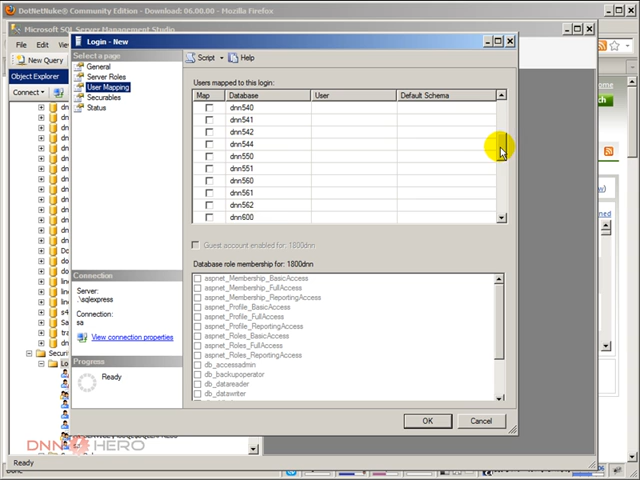 DotNetNuke® Community Edition - Download: 06.00.00 - Mozilla Firefox
Microsoft SQL Server Management Studio
File Edit
New Query
Object Explorer
Connect
Login - New
Select a page
General
Server Roles
User Mapping
Securables
Status
Script Help
Users mapped to this login:
Map Database User Default Schema
dnn540
dnn541
dnn542
dnn544
dnn550
dnn551
dnn560
dnn561
dnn562
dnn600
Guest account enabled for: 1800dnn
Database role membership for: 1800dnn
aspnet_Membership_BasicAccess
aspnet_Membership_FullAccess
aspnet_Membership_ReportingAccess
aspnet_Profile_BasicAccess
aspnet_Profile_FullAccess
aspnet_Profile_ReportingAccess
aspnet_Roles_BasicAccess
aspnet_Roles_FullAccess
aspnet_Roles_ReportingAccess
db_accessadmin
db_backupoperator
db_datareader
db_datawriter
Connection
Server:
.\sqlexpress
Connection:
sa
View connection properties
Progress
Ready
OK Cancel
DNN HERO
Ready